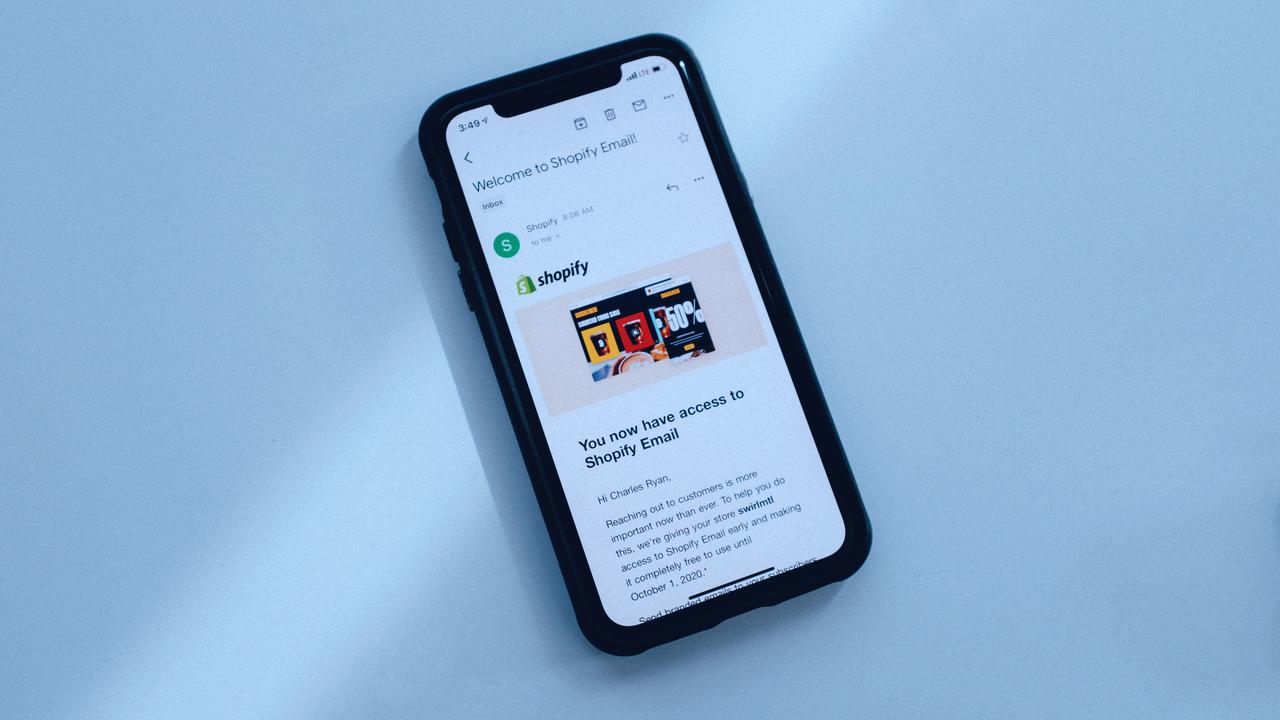 3:49
LTE
Welcome to Shopify Email!
Inbox
S
Shopify 8:06 AM
to me
S shopify
LIMITED TIME SALE
50%
You now have access to
Shopify Email
Hi Charles Ryan,
Reaching out to customers is more
important now than ever. To help you do
this, we're giving your store swirlmtl
access to Shopify Email early and making
it completely free to use until
October 1, 2020.*
Send branded emails to your subscribers